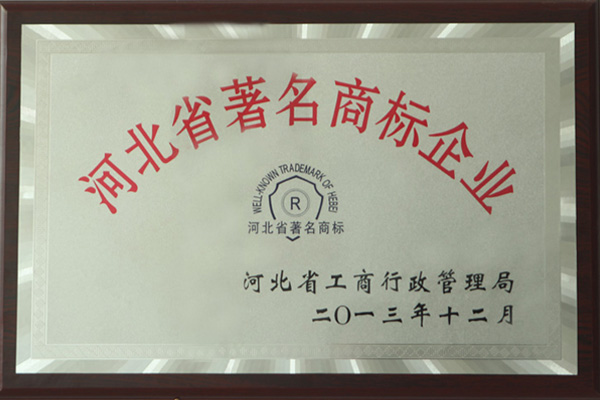 河北省著名商标企业
WELL-KNOWN TRADEMARK OF HEBEI
R
河北省著名商标
河北省工商行政管理局
二〇一三年十二月